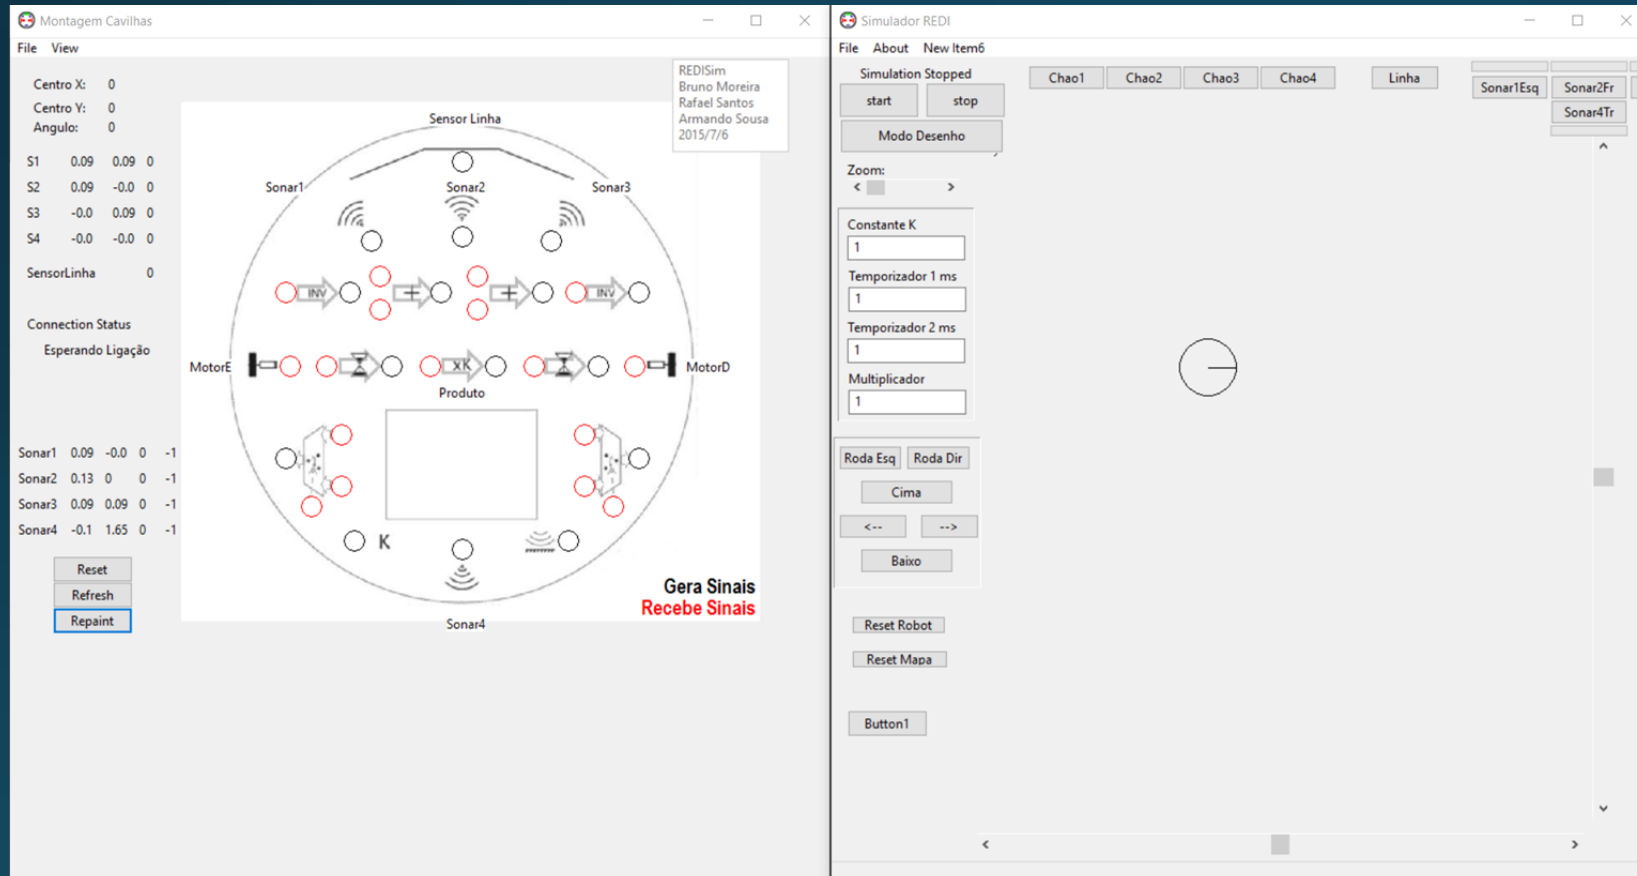 Montagem Cavilhas
File View
Centro X: 0
Centro Y: 0
Angulo: 0
S1 0.09 0.09 0
S2 0.09 -0.0 0
S3 -0.0 0.09 0
S4 -0.0 -0.0 0
SensorLinha 0
Connection Status
Esperando Ligação
Sonar1 0.09 -0.0 0 -1
Sonar2 0.13 0 0 -1
Sonar3 0.09 0.09 0 -1
Sonar4 -0.1 1.65 0 -1
Reset
Refresh
Repaint
REDISim
Bruno Moreira
Rafael Santos
Armando Sousa
2015/7/6
Sensor Linha
Sonar1 Sonar2 Sonar3
INV + + INV
MotorE xK MotorD
Produto
K
Gera Sinais
Recebe Sinais
Sonar4
Simulador REDI
File About New Item6
Simulation Stopped
start stop
Modo Desenho
Chao1 Chao2 Chao3 Chao4 Linha
Sonar1Esq Sonar2Fr
Sonar4Tr
Zoom:
Constante K
1
Temporizador 1 ms
1
Temporizador 2 ms
1
Multiplicador
1
Roda Esq Roda Dir
Cima
<-- -->
Baixo
Reset Robot
Reset Mapa
Button1